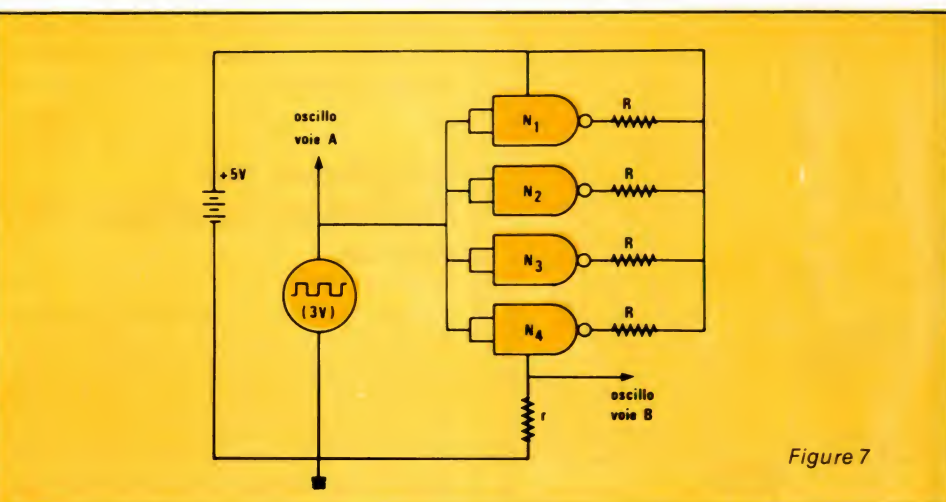 oscillo
voie A
+5V
(3V)
N1
R
N2
R
N3
R
N4
R
r
oscillo
voie B
Figure 7